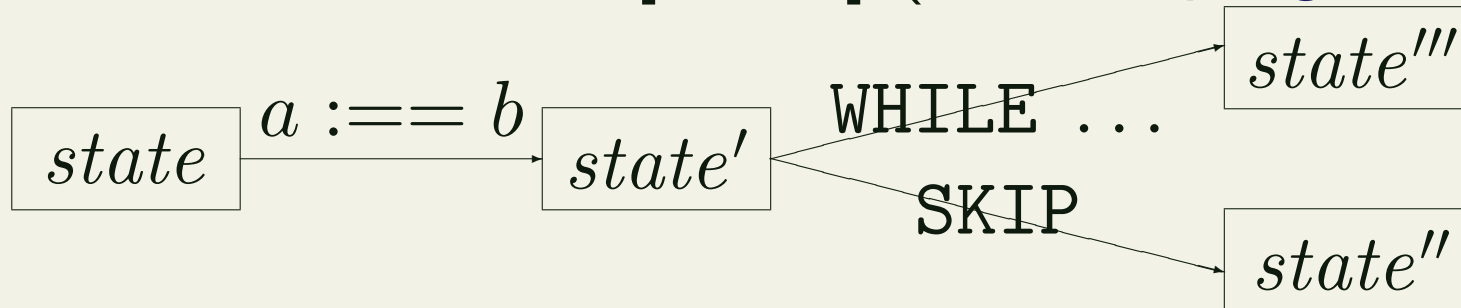 state
a :== b
state′
WHILE ...
SKIP
state‴
state″